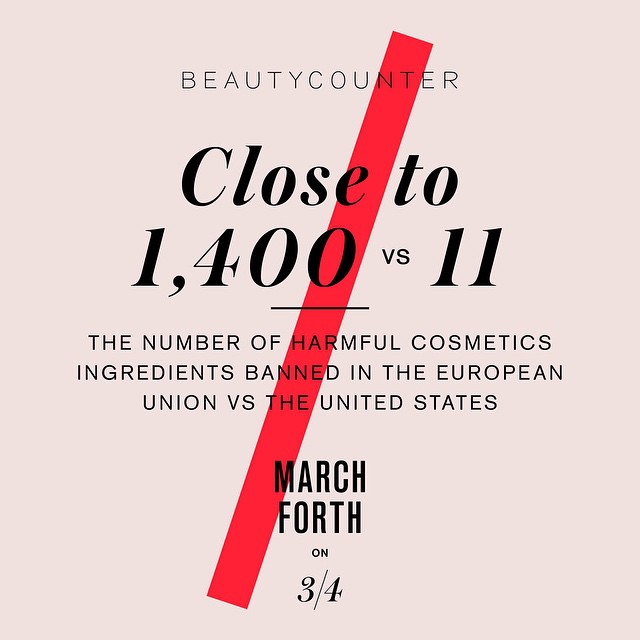 BEAUTYCOUNTER
Close to
1,400 vs 11
THE NUMBER OF HARMFUL COSMETICS
INGREDIENTS BANNED IN THE EUROPEAN
UNION VS THE UNITED STATES
MARCH
FORTH
ON
3/4